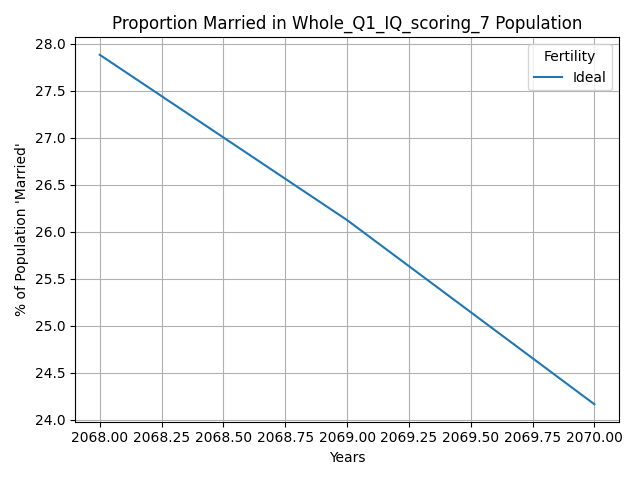 Proportion Married in Whole_Q1_IQ_scoring_7 Population
Fertility
Ideal
% of Population 'Married'
28.0
27.5
27.0
26.5
26.0
25.5
25.0
24.5
24.0
2068.00 2068.25 2068.50 2068.75 2069.00 2069.25 2069.50 2069.75 2070.00
Years